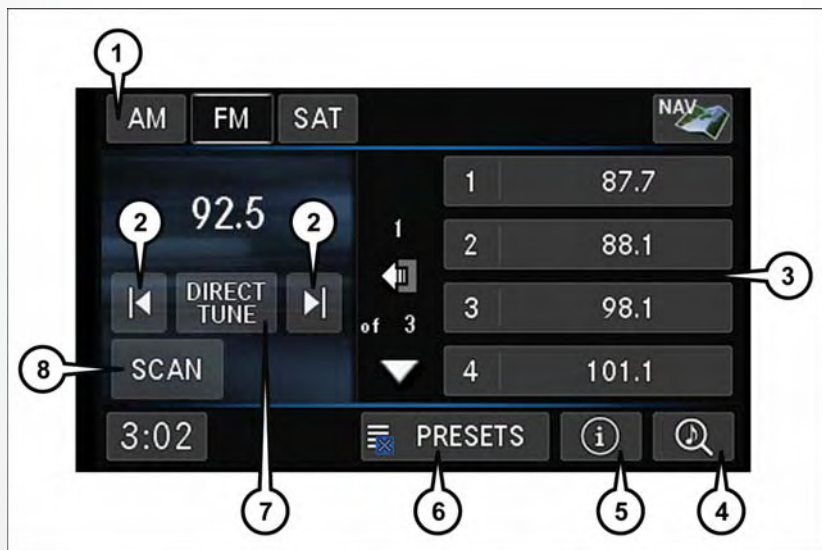 1
AM FM SAT NAV
92.5
2 2
DIRECT
TUNE
SCAN
8
1
of 3
1 87.7
2 88.1
3 98.1
4 101.1
3
3:02 PRESETS i
7 6 5 4